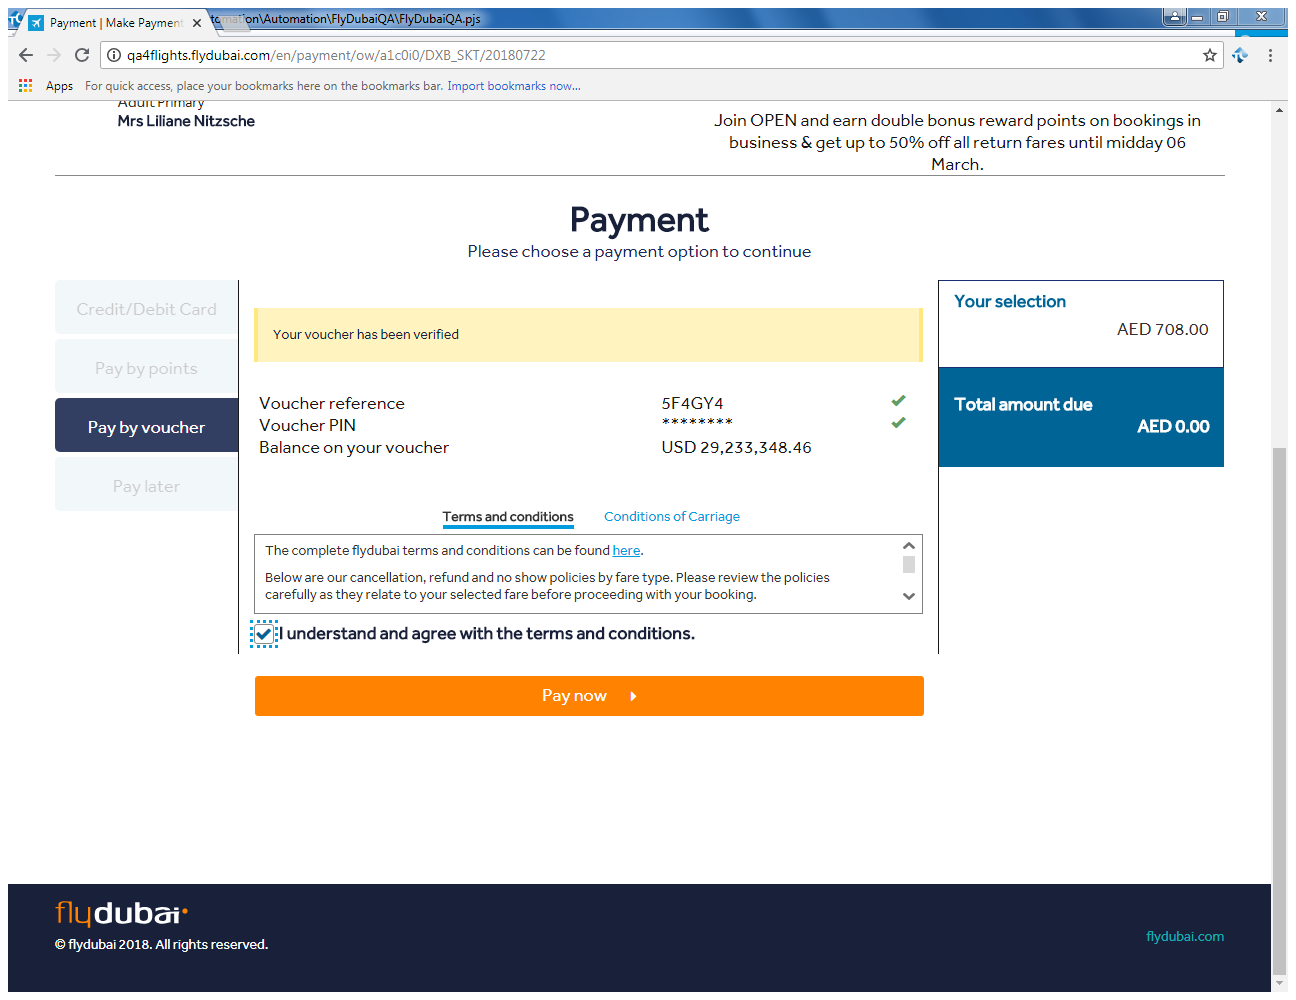 Payment | Make Payment
tomation\Automation\FlyDubaiQA\FlyDubaiQA.pjs
qa4flights.flydubai.com/en/payment/ow/a1c0i0/DXB_SKT/20180722
Apps For quick access, place your bookmarks here on the bookmarks bar. Import bookmarks now...
Adult Primary
Mrs Liliane Nitzsche
Join OPEN and earn double bonus reward points on bookings in
business & get up to 50% off all return fares until midday 06
March.
Payment
Please choose a payment option to continue
Credit/Debit Card
Pay by points
Pay by voucher
Pay later
Your voucher has been verified
Voucher reference 5F4GY4
Voucher PIN ********
Balance on your voucher USD 29,233,348.46
Terms and conditions Conditions of Carriage
The complete flydubai terms and conditions can be found here.
Below are our cancellation, refund and no show policies by fare type. Please review the policies
carefully as they relate to your selected fare before proceeding with your booking.
I understand and agree with the terms and conditions.
Pay now
Your selection
AED 708.00
Total amount due
AED 0.00
flydubai
© flydubai 2018. All rights reserved.
flydubai.com